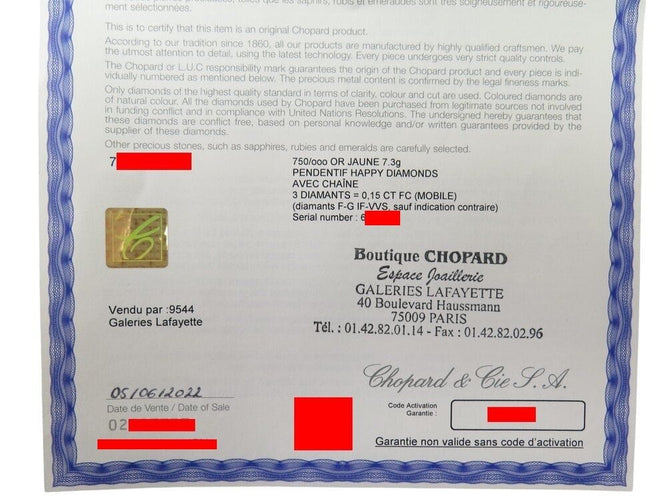 ment sélectionnées.
This is to certify that this item is an original Chopard product.
According to our tradition since 1860, all our products are manufactured by highly qualified craftsmen. We pay
the utmost attention to detail, using the latest technology. Every piece undergoes very strict quality controls.
The Chopard or L.U.C responsibility mark guarantees the origin of the Chopard product and every piece is indi-
vidually numbered as mentioned below. The precious metal content is confirmed by the legal fineness marks.
Only diamonds of the highest quality standard in terms of clarity, colour and cut are used. Coloured diamonds are
of natural colour. All the diamonds used by Chopard have been purchased from legitimate sources not involved
in funding conflict and in compliance with United Nations Resolutions. The undersigned hereby guarantees that
these diamonds are conflict free, based on personal knowledge and/or written guarantees provided by the
supplier of these diamonds.
Other precious stones, such as sapphires, rubies and emeralds are carefully selected.
7
750/ooo OR JAUNE 7.3g
PENDENTIF HAPPY DIAMONDS
AVEC CHAÎNE
3 DIAMANTS = 0,15 CT FC (MOBILE)
(diamants F-G IF-VVS, sauf indication contraire)
Serial number : 6
Boutique CHOPARD
Espace Joaillerie
GALERIES LAFAYETTE
40 Boulevard Haussmann
75009 PARIS
Tél. : 01.42.82.01.14 - Fax : 01.42.82.02.96
Vendu par :9544
Galeries Lafayette
Chopard & Cie S.A.
05/06/2022
Date de Vente / Date of Sale
02
Code Activation
Garantie :
Garantie non valide sans code d'activation